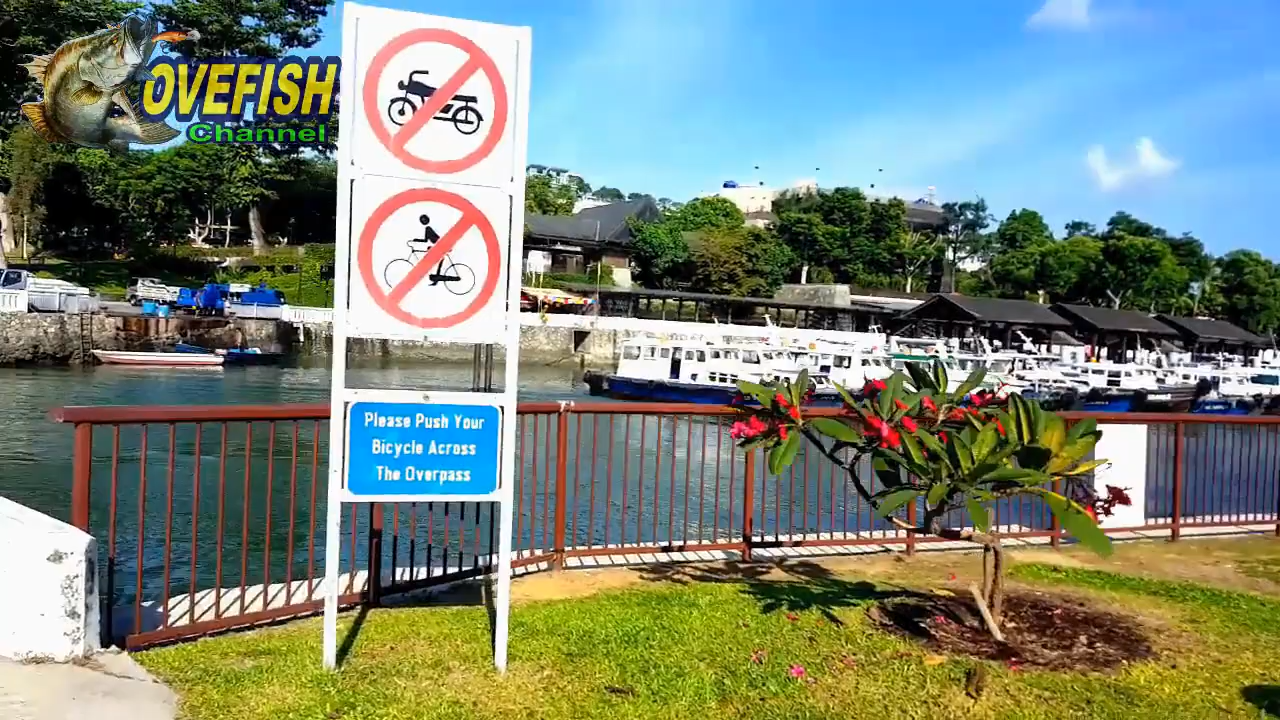 OVEFISH
Channel
Please Push Your
Bicycle Across
The Overpass